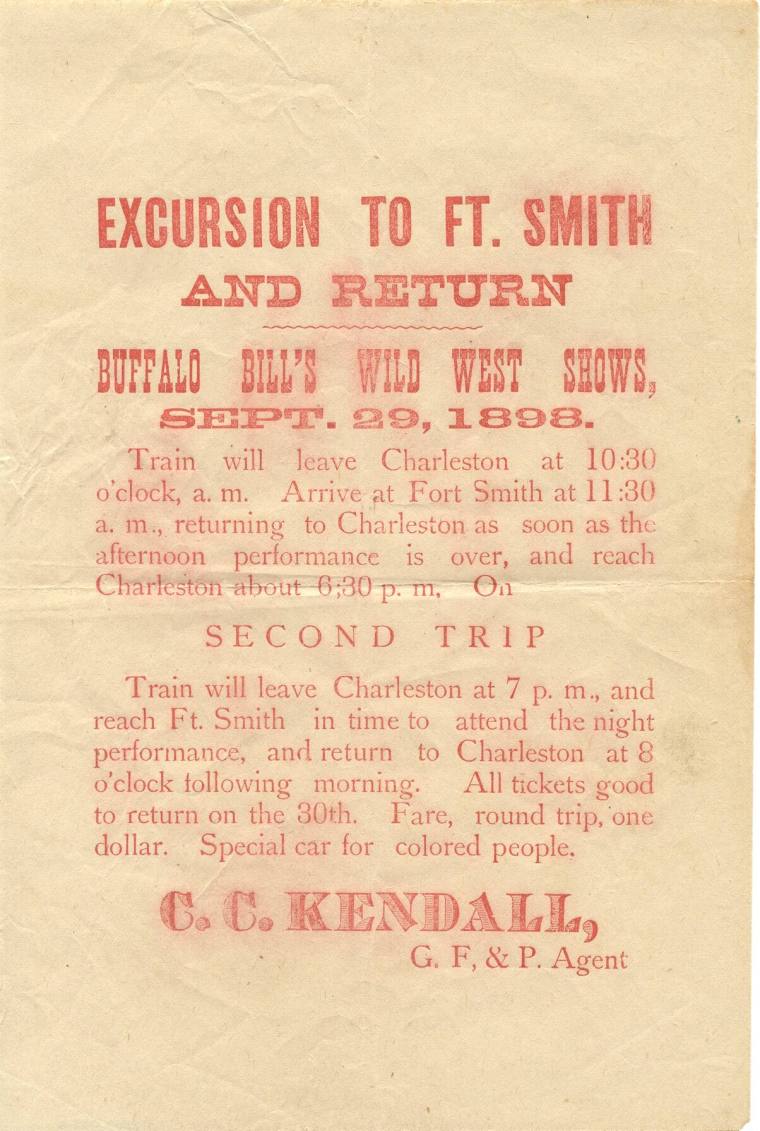 EXCURSION TO FT. SMITH
AND RETURN
BUFFALO BILL'S WILD WEST SHOWS,
SEPT. 29, 1898.
Train will leave Charleston at 10:30
o'clock, a. m. Arrive at Fort Smith at 11:30
a. m., returning to Charleston as soon as the
afternoon performance is over, and reach
Charleston about 6;30 p. m, On
SECOND TRIP
Train will leave Charleston at 7 p. m., and
reach Ft. Smith in time to attend the night
performance, and return to Charleston at 8
o'clock following morning. All tickets good
to return on the 30th. Fare, round trip, one
dollar. Special car for colored people.
C. C. KENDALL,
G. F, & P. Agent